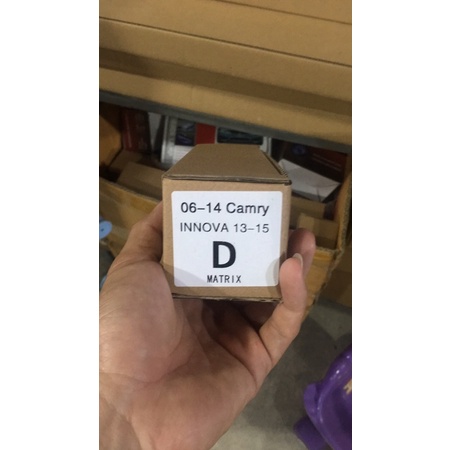 06-14 Camry
INNOVA 13-15
D
MATRIX